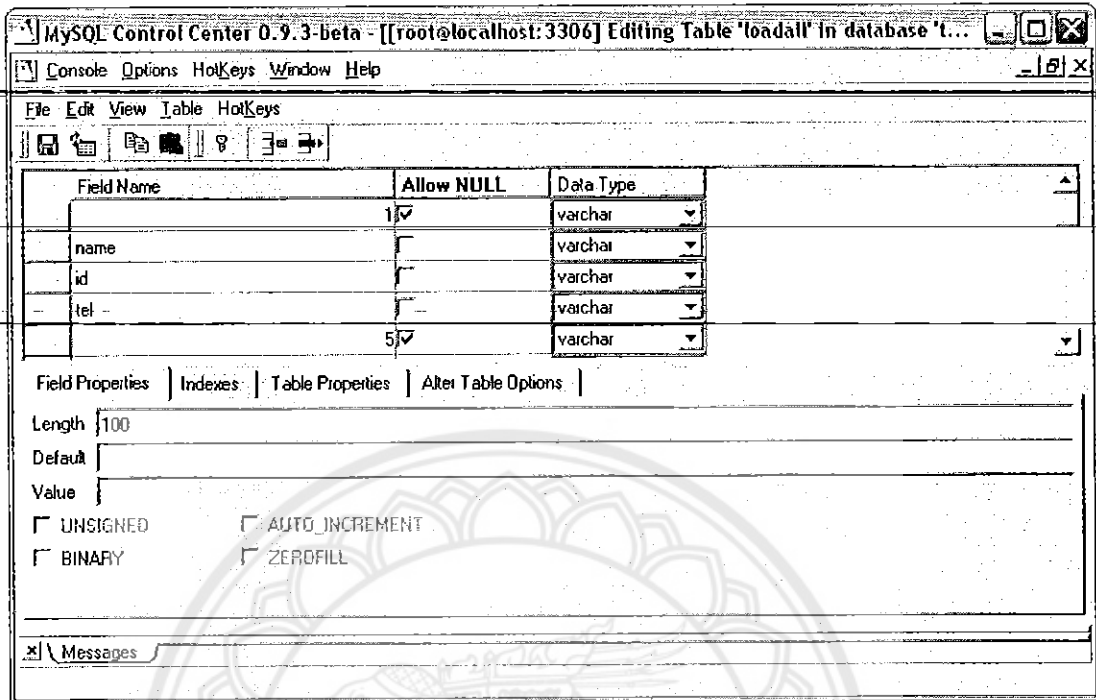 MySQL Control Center 0.9.3-beta - [[root@localhost:3306] Editing Table 'loadall' in database 't...
Console Options HotKeys Window Help
File Edit View Table HotKeys
Field Name Allow NULL Data Type
1 varchar
name varchar
id varchar
tel varchar
5 varchar
Field Properties Indexes Table Properties Alter Table Options
Length 100
Default
Value
UNSIGNED AUTO_INCREMENT
BINARY ZEROFILL
Messages